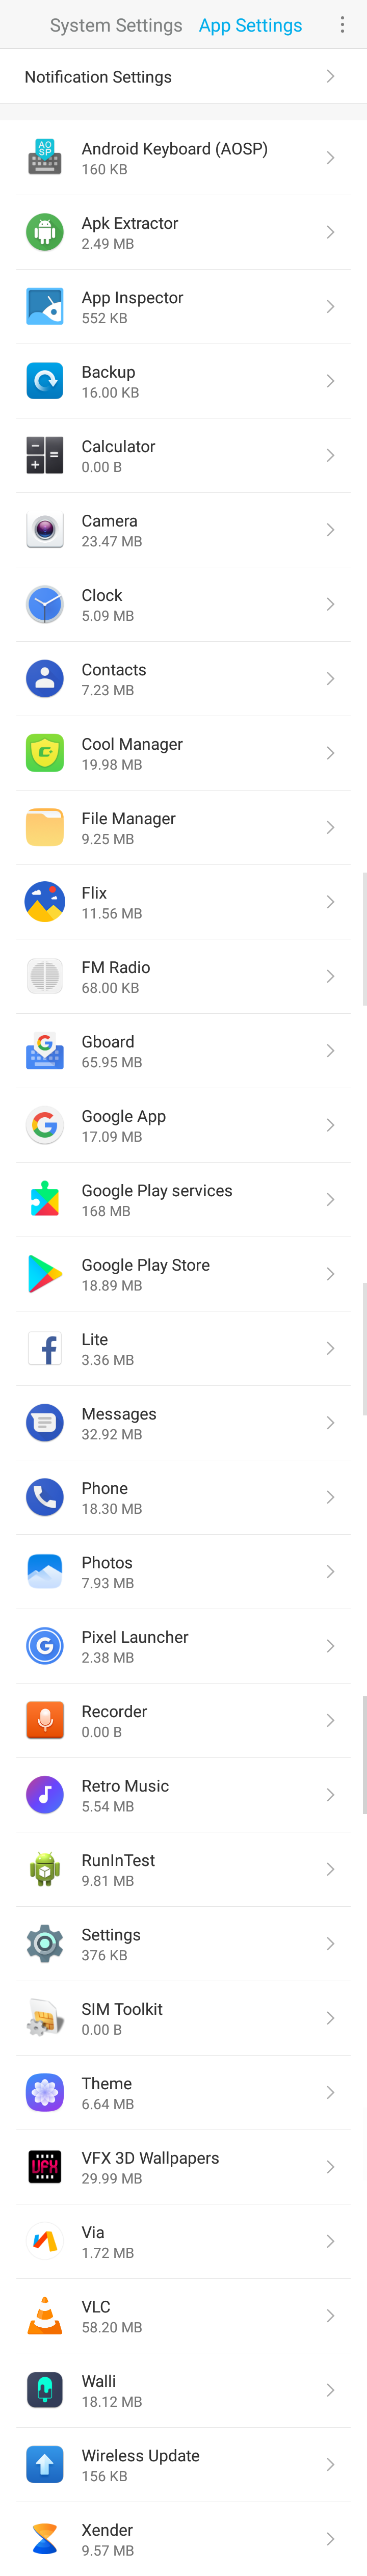 System Settings App Settings
Notification Settings
AO
SP
Android Keyboard (AOSP)
160 KB
Apk Extractor
2.49 MB
App Inspector
552 KB
Backup
16.00 KB
Calculator
0.00 B
Camera
23.47 MB
Clock
5.09 MB
Contacts
7.23 MB
Cool Manager
19.98 MB
File Manager
9.25 MB
Flix
11.56 MB
FM Radio
68.00 KB
Gboard
65.95 MB
Google App
17.09 MB
Google Play services
168 MB
Google Play Store
18.89 MB
Lite
3.36 MB
Messages
32.92 MB
Phone
18.30 MB
Photos
7.93 MB
Pixel Launcher
2.38 MB
Recorder
0.00 B
Retro Music
5.54 MB
RunInTest
9.81 MB
Settings
376 KB
SIM Toolkit
0.00 B
Theme
6.64 MB
VFX
VFX 3D Wallpapers
29.99 MB
Via
1.72 MB
VLC
58.20 MB
Walli
18.12 MB
Wireless Update
156 KB
Xender
9.57 MB